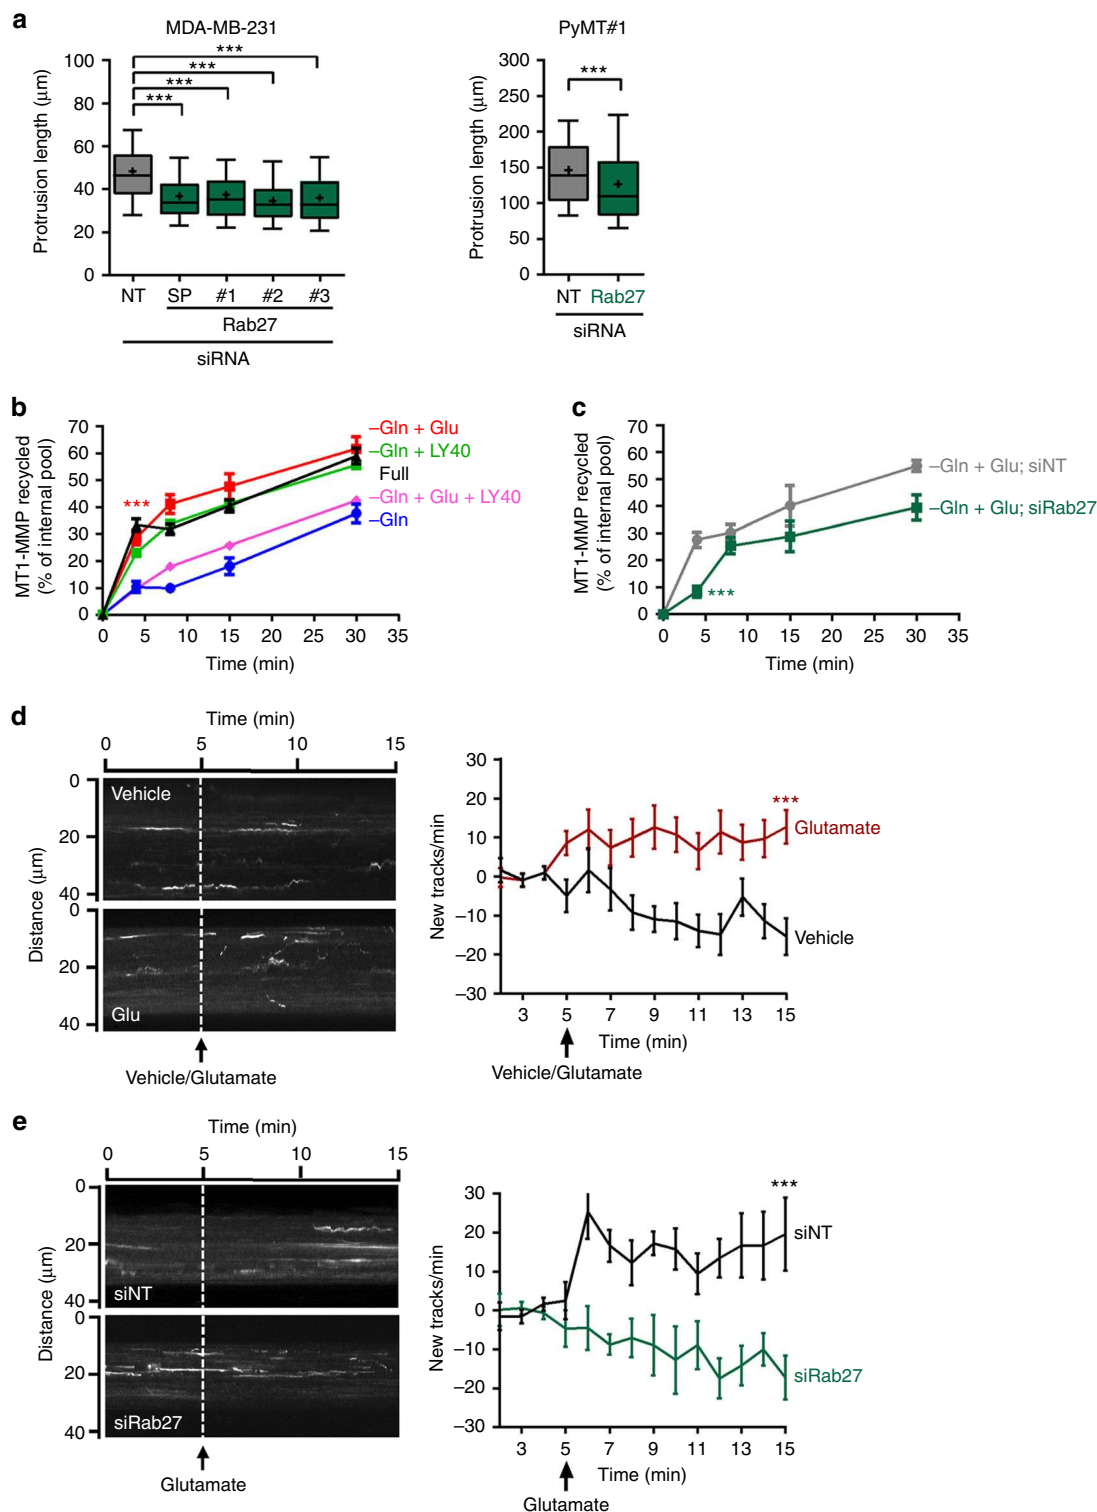 a
MDA-MB-231
PyMT#1
Protrusion length (μm)
100
80
60
40
20
0
***
***
***
***
NT SP #1 #2 #3
Rab27
siRNA
Protrusion length (μm)
300
250
200
150
100
50
0
***
NT Rab27
siRNA
b
MT1-MMP recycled
(% of internal pool)
70
60
50
40
30
20
10
0
***
–Gln + Glu
–Gln + LY40
Full
–Gln + Glu + LY40
–Gln
0 5 10 15 20 25 30 35
Time (min)
c
MT1-MMP recycled
(% of internal pool)
70
60
50
40
30
20
10
0
***
–Gln + Glu; siNT
–Gln + Glu; siRab27
0 5 10 15 20 25 30 35
Time (min)
d
Time (min)
0 5 10 15
Distance (μm)
0
20
40
0
20
40
Vehicle
Glu
Vehicle/Glutamate
New tracks/min
30
20
10
0
–10
–20
–30
***
Glutamate
Vehicle
3 5 7 9 11 13 15
Time (min)
Vehicle/Glutamate
e
Time (min)
0 5 10 15
Distance (μm)
0
20
40
0
20
40
siNT
siRab27
Glutamate
New tracks/min
30
20
10
0
–10
–20
–30
***
siNT
siRab27
3 5 7 9 11 13 15
Time (min)
Glutamate